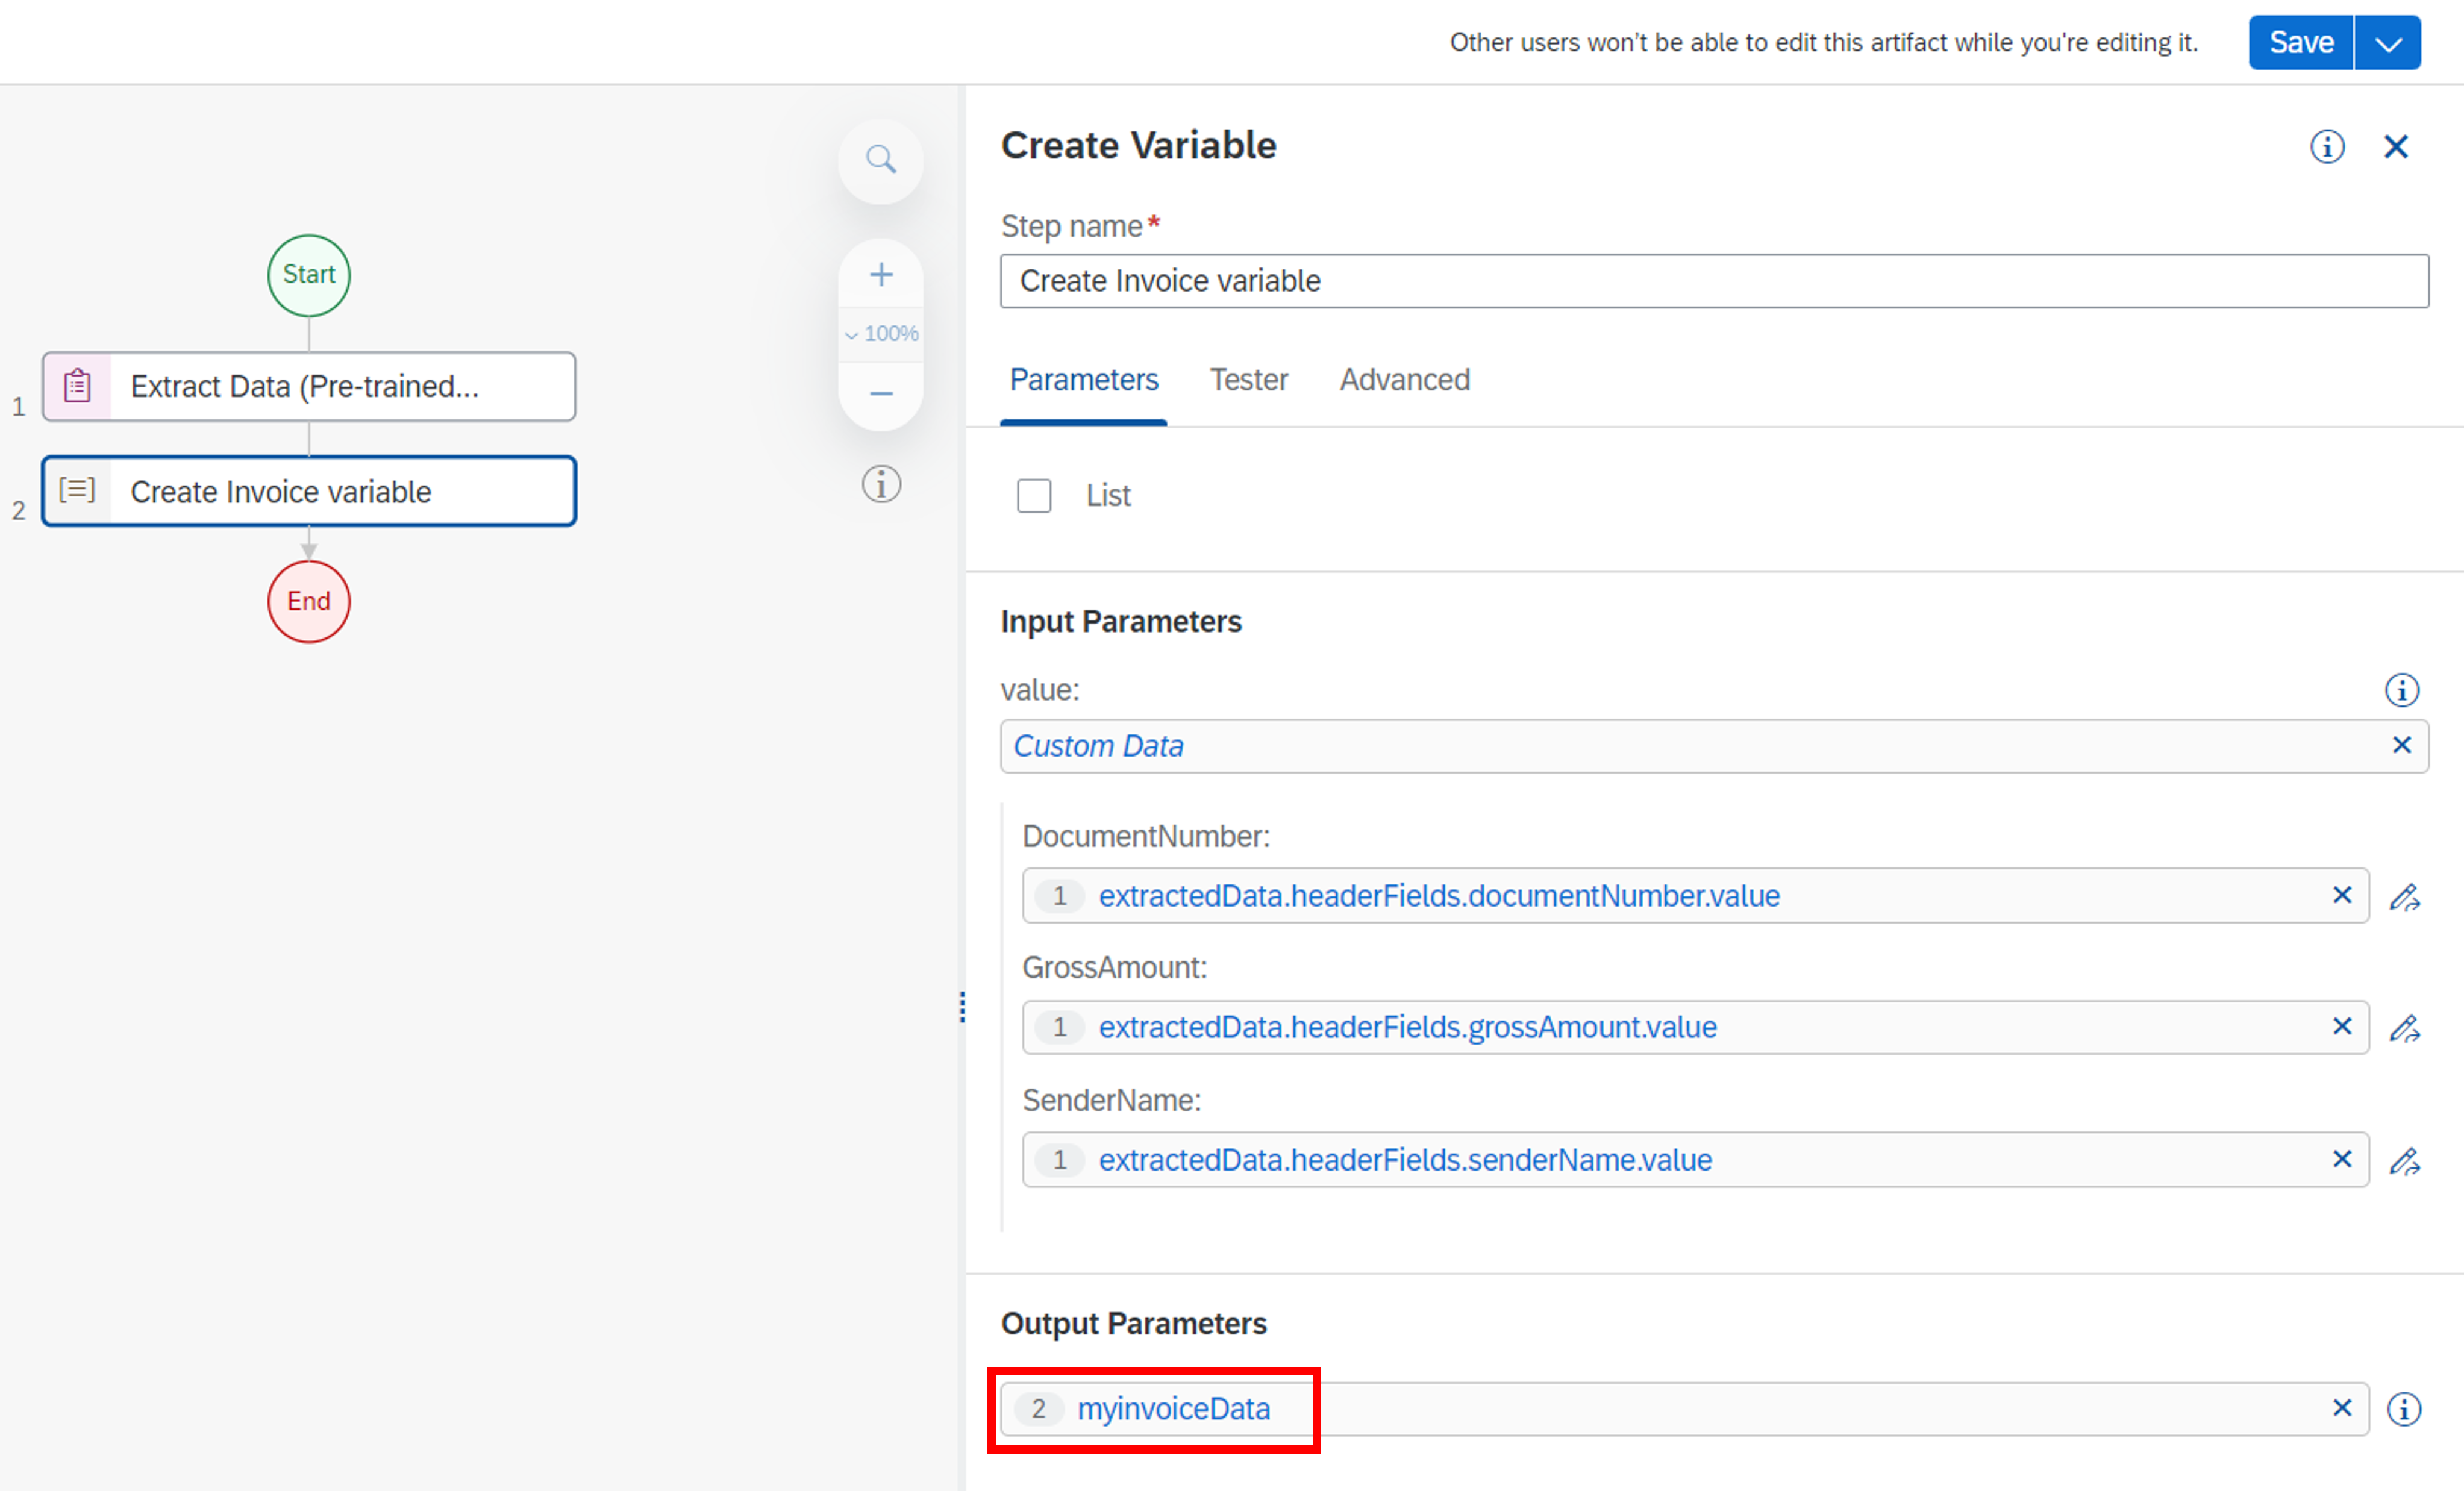 Other users won't be able to edit this artifact while you're editing it.
Save
Start
1
Extract Data (Pre-trained...
2
Create Invoice variable
End
100%
Create Variable
Step name*
Create Invoice variable
Parameters
Tester
Advanced
List
Input Parameters
value:
Custom Data
DocumentNumber:
1 extractedData.headerFields.documentNumber.value
GrossAmount:
1 extractedData.headerFields.grossAmount.value
SenderName:
1 extractedData.headerFields.senderName.value
Output Parameters
2 myinvoiceData